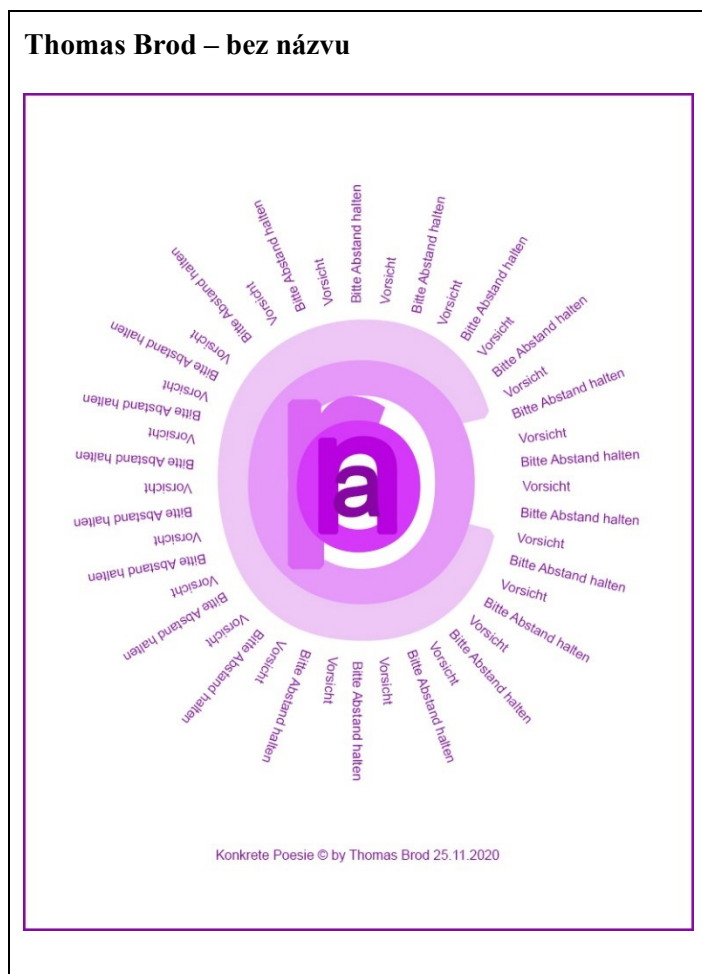 Thomas Brod – bez názvu
Bitte Abstand halten
Vorsicht
Bitte Abstand halten
Vorsicht
Bitte Abstand halten
Vorsicht
Bitte Abstand halten
Vorsicht
Bitte Abstand halten
Vorsicht
Bitte Abstand halten
Vorsicht
Bitte Abstand halten
Vorsicht
Bitte Abstand halten
Vorsicht
Bitte Abstand halten
Vorsicht
Bitte Abstand halten
Vorsicht
Bitte Abstand halten
Vorsicht
Bitte Abstand halten
Vorsicht
Bitte Abstand halten
Vorsicht
Bitte Abstand halten
Vorsicht
Bitte Abstand halten
Vorsicht
Bitte Abstand halten
Vorsicht
Bitte Abstand halten
Vorsicht
Bitte Abstand halten
Vorsicht
Bitte Abstand halten
Vorsicht
Bitte Abstand halten
Vorsicht
Bitte Abstand halten
Vorsicht
Bitte Abstand halten
Vorsicht
Corona
Konkrete Poesie © by Thomas Brod 25.11.2020